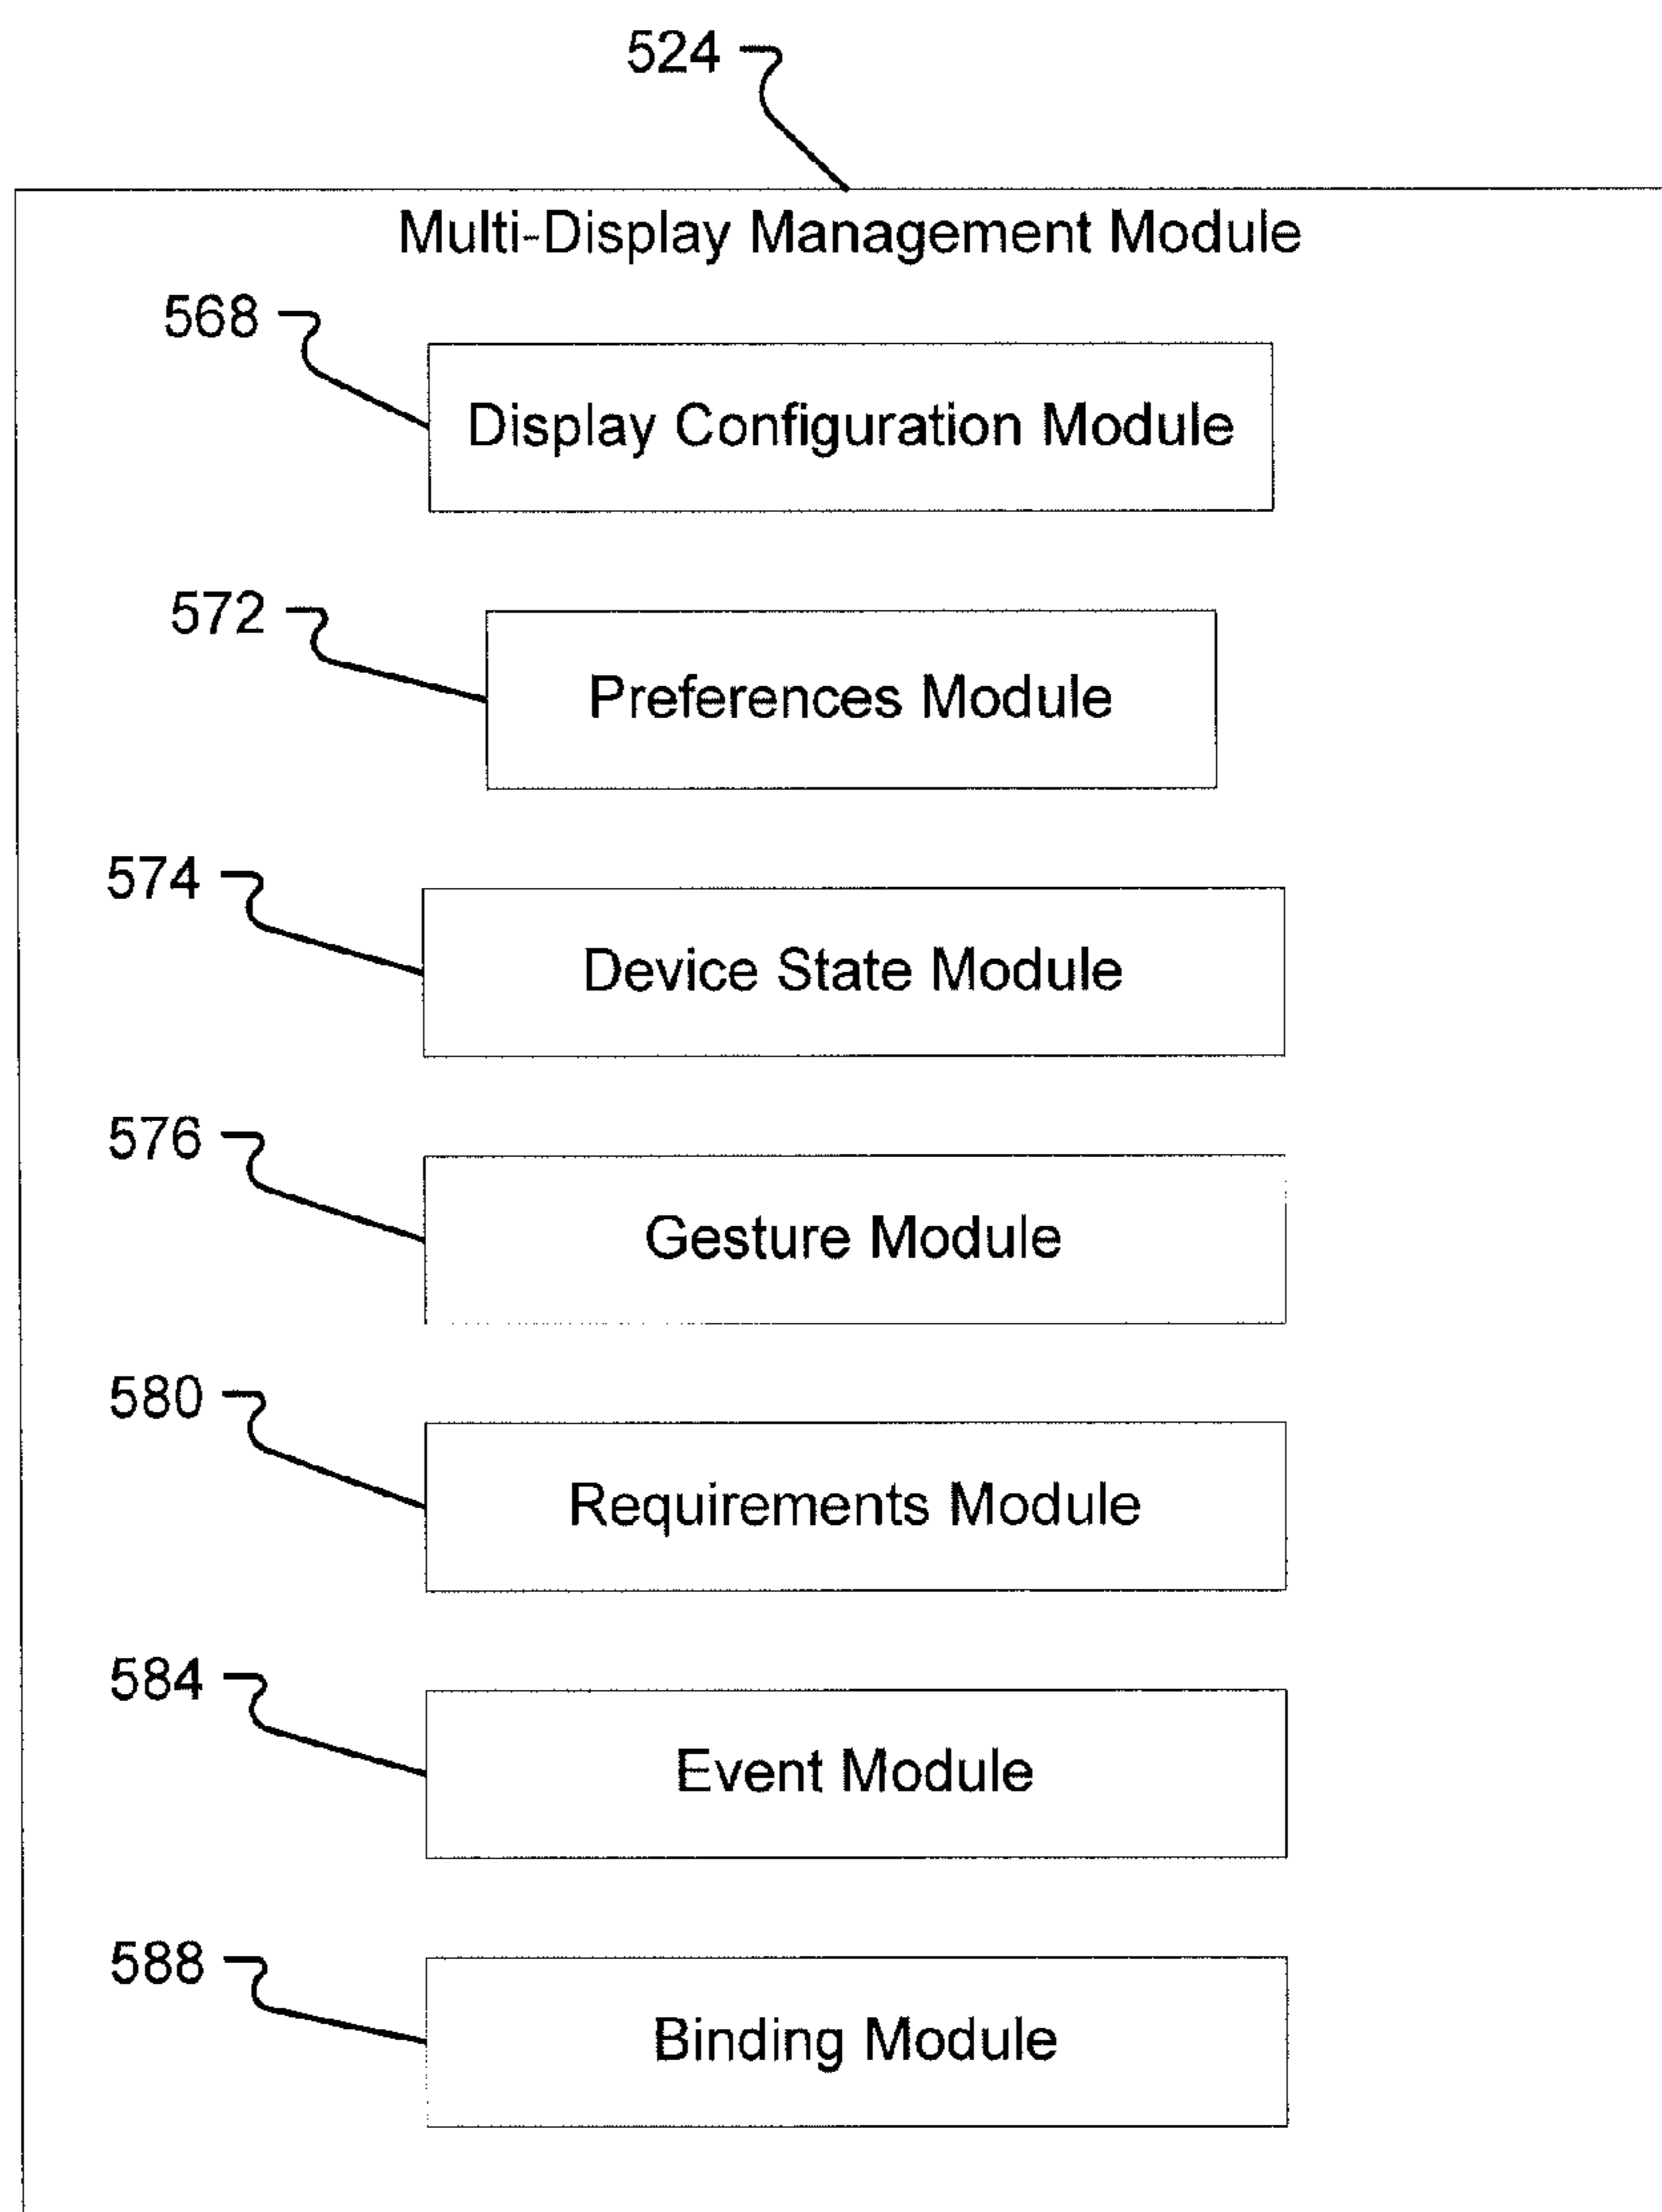 524
Multi-Display Management Module
568
Display Configuration Module
572
Preferences Module
574
Device State Module
576
Gesture Module
580
Requirements Module
584
Event Module
588
Binding Module